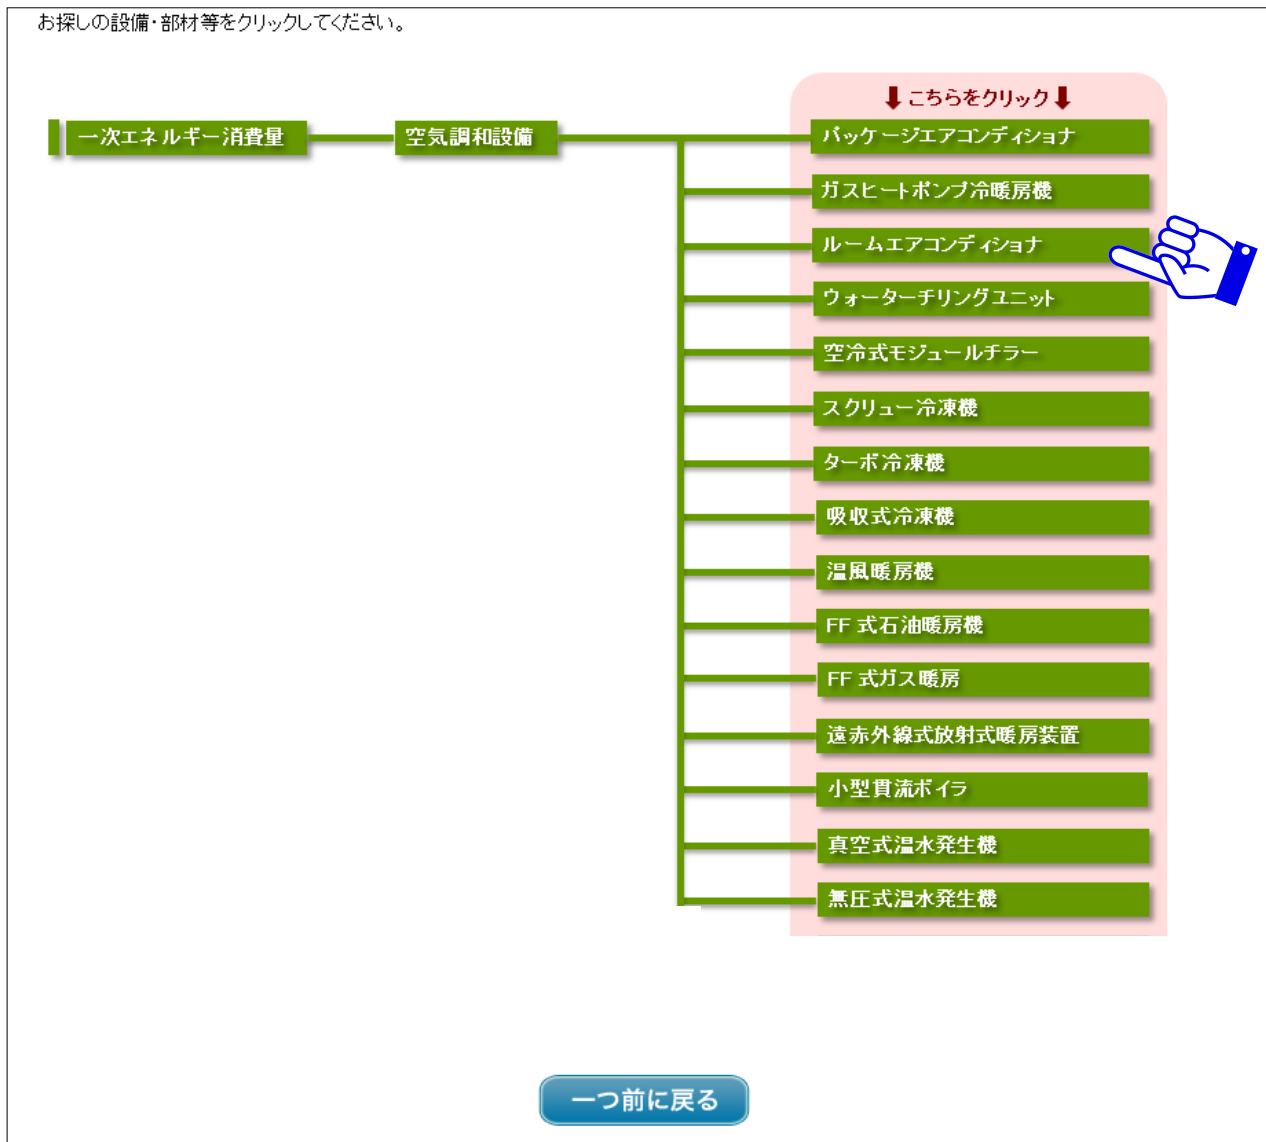 お探しの設備・部材等をクリックしてください。
⬇こちらをクリック⬇
一次エネルギー消費量
空気調和設備
パッケージエアコンディショナ
ガスヒートポンプ冷暖房機
ルームエアコンディショナ
ウォーターチリングユニット
空冷式モジュールチラー
スクリュー冷凍機
ターボ冷凍機
吸収式冷凍機
温風暖房機
FF 式石油暖房機
FF 式ガス暖房
遠赤外線式放射式暖房装置
小型貫流ボイラ
真空式温水発生機
無圧式温水発生機
一つ前に戻る